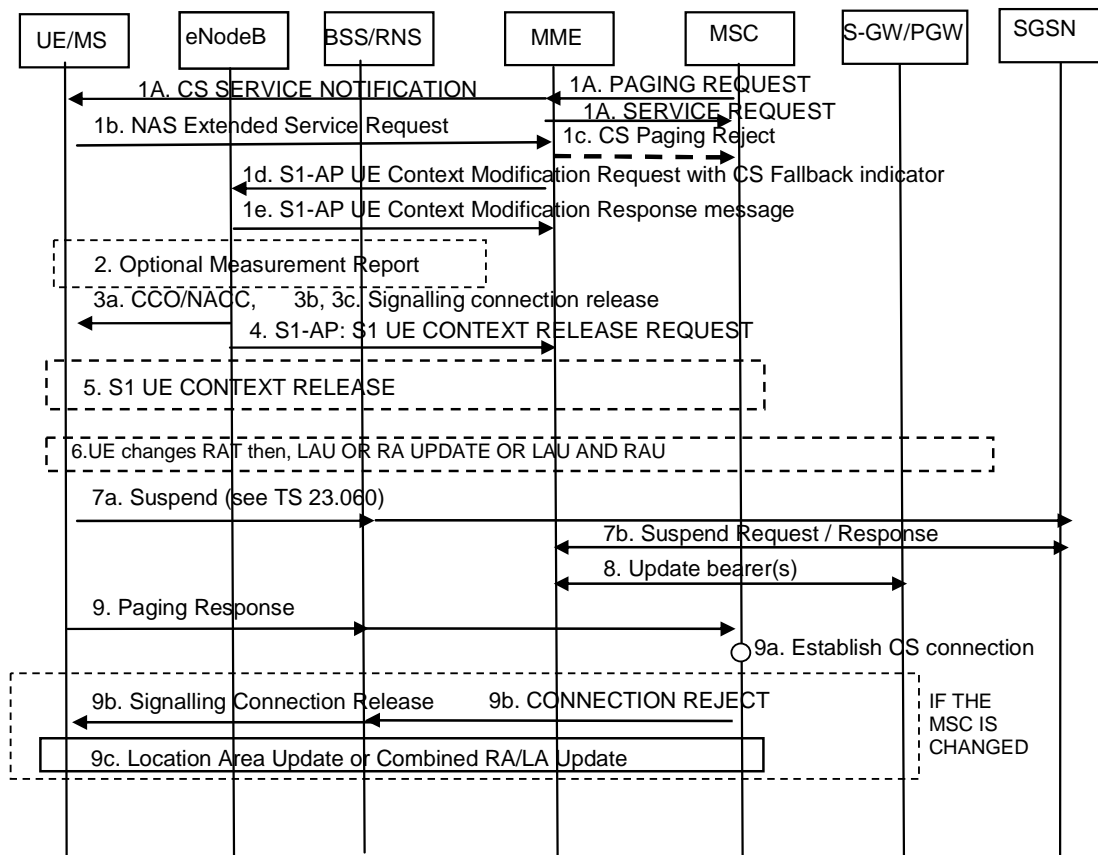 UE/MS
eNodeB
BSS/RNS
MME
MSC
S-GW/PGW
SGSN
1A. CS SERVICE NOTIFICATION
1A. PAGING REQUEST
1A. SERVICE REQUEST
1b. NAS Extended Service Request
1c. CS Paging Reject
1d. S1-AP UE Context Modification Request with CS Fallback indicator
1e. S1-AP UE Context Modification Response message
2. Optional Measurement Report
3a. CCO/NACC, 3b, 3c. Signalling connection release
4. S1-AP: S1 UE CONTEXT RELEASE REQUEST
5. S1 UE CONTEXT RELEASE
6.UE changes RAT then, LAU OR RA UPDATE OR LAU AND RAU
7a. Suspend (see TS 23.060)
7b. Suspend Request / Response
8. Update bearer(s)
9. Paging Response
9a. Establish CS connection
9b. Signalling Connection Release
9b. CONNECTION REJECT
IF THE
MSC IS
CHANGED
9c. Location Area Update or Combined RA/LA Update